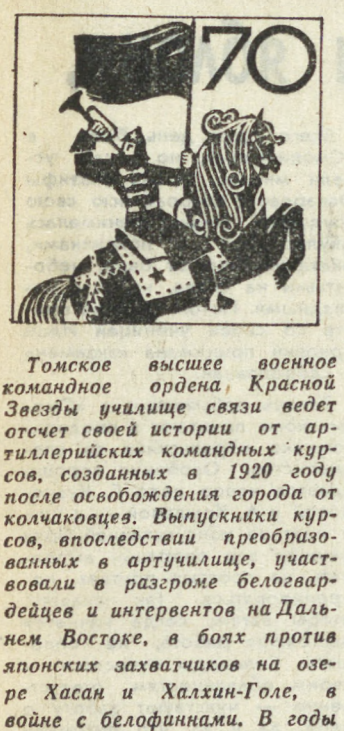 70
Томское высшее военное
командное ордена Красной
Звезды училище связи ведет
отсчет своей истории от ар-
тиллерийских командных кур-
сов, созданных в 1920 году
после освобождения города от
колчаковцев. Выпускники кур-
сов, впоследствии преобразо-
ванных в артучилище, участ-
вовали в разгроме белогвар-
дейцев и интервентов на Даль-
нем Востоке, в боях против
японских захватчиков на озе-
ре Хасан и Халхин-Голе, в
войне с белофиннами. В годы